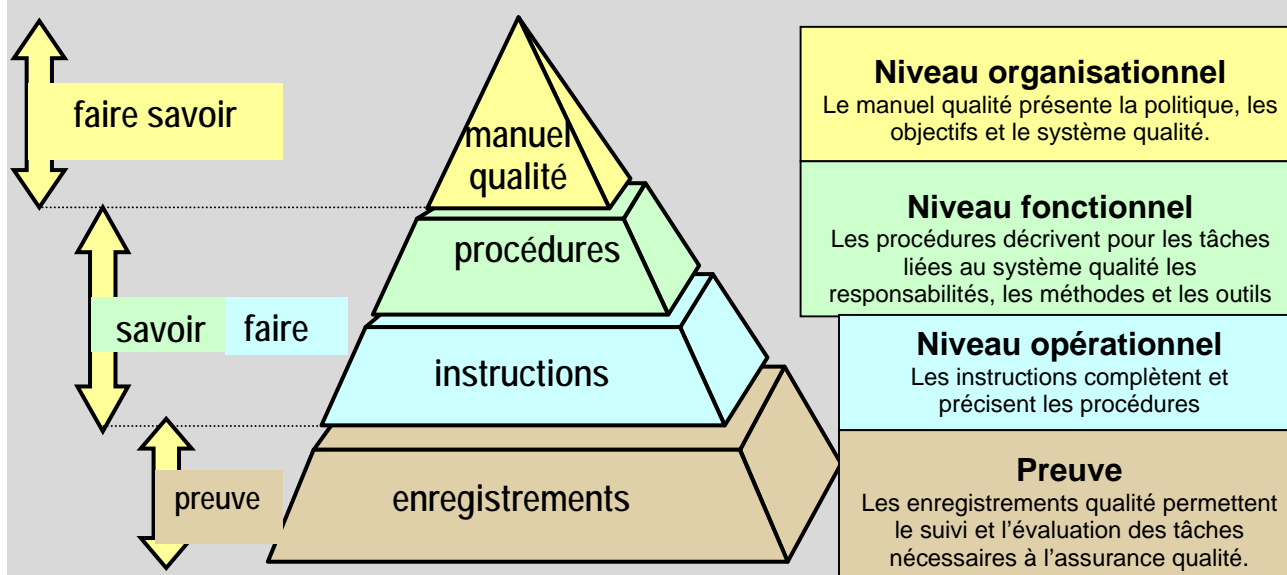 faire savoir
savoir faire
preuve
manuel
qualité
procédures
instructions
enregistrements
Niveau organisationnel
Le manuel qualité présente la politique, les
objectifs et le système qualité.
Niveau fonctionnel
Les procédures décrivent pour les tâches
liées au système qualité les
responsabilités, les méthodes et les outils
Niveau opérationnel
Les instructions complètent et
précisent les procédures
Preuve
Les enregistrements qualité permettent
le suivi et l’évaluation des tâches
nécessaires à l’assurance qualité.